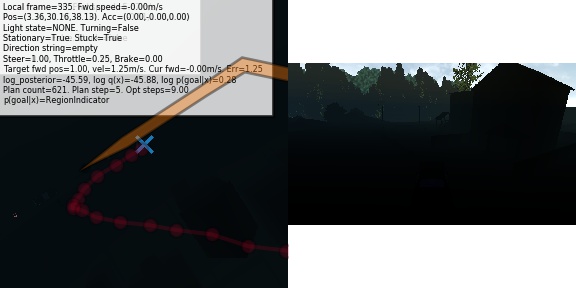 Local frame=335: Fwd speed=-0.00m/s
Pos=(3.36,30.16,38.13). Acc=(0.00,-0.00,0.00)
Light state=NONE. Turning=False
Stationary=True. Stuck=True
Direction string=empty
Steer=1.00, Throttle=0.25, Brake=0.00
Target fwd pos=1.00, vel=1.25m/s. Cur fwd=-0.00m/s. Err=1.25
log_posterior=-45.59, log q(x)=-45.88, log p(goal|x)=0.28
Plan count=621. Plan step=5. Opt steps=9.00
p(goal|x)=RegionIndicator